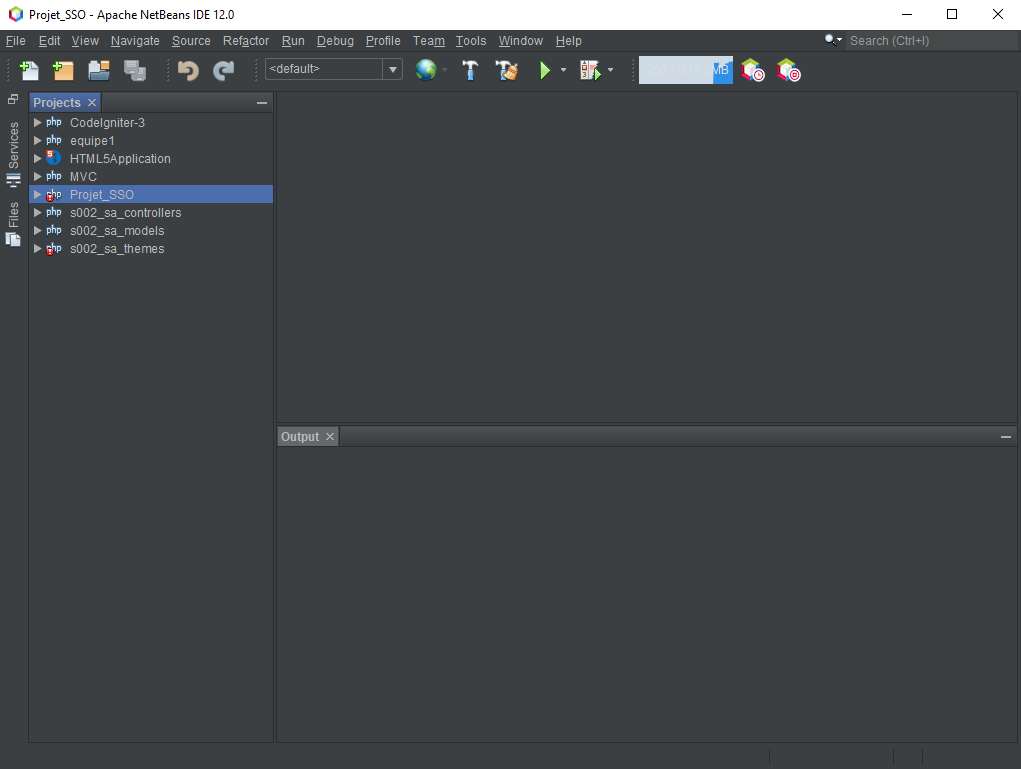 Projet_SSO - Apache NetBeans IDE 12.0
File Edit View Navigate Source Refactor Run Debug Profile Team Tools Window Help Search (Ctrl+I)
<default>
MB
Projects
Services
Files
php CodeIgniter-3
php equipe1
5 HTML5Application
php MVC
php Projet_SSO
php s002_sa_controllers
php s002_sa_models
php s002_sa_themes
Output